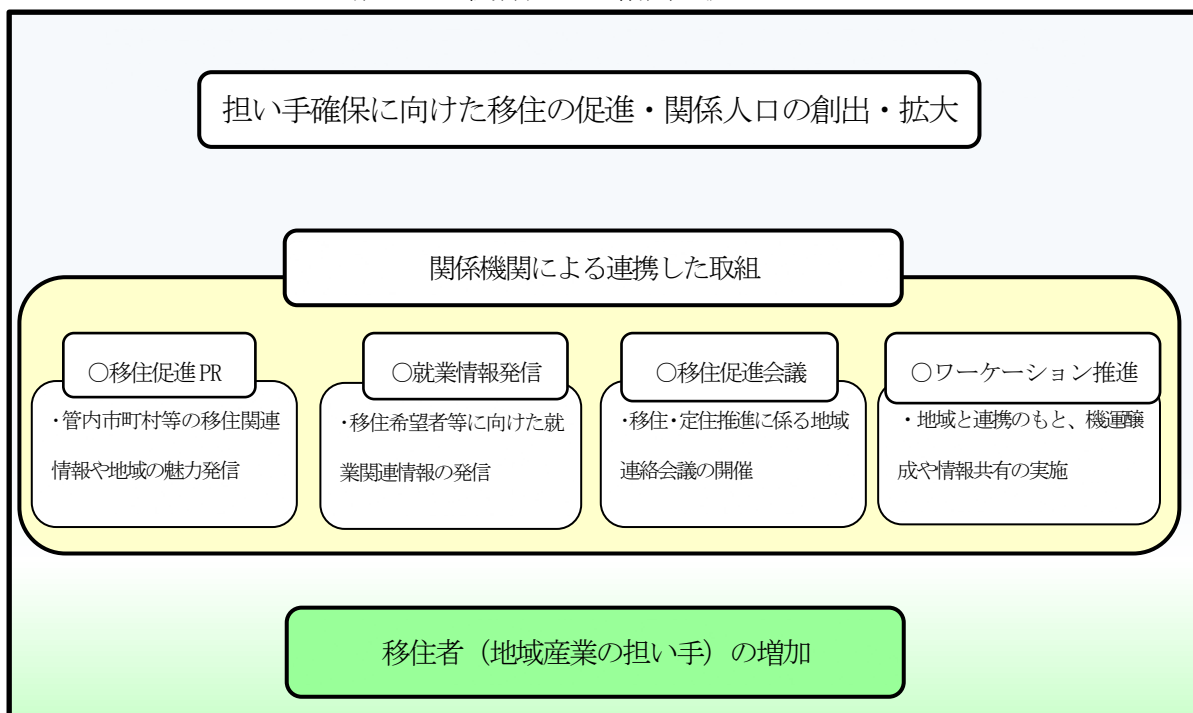 担い手確保に向けた移住の促進・関係人口の創出・拡大
関係機関による連携した取組
○移住促進PR
・管内市町村等の移住関連
情報や地域の魅力発信
○就業情報発信
・移住希望者等に向けた就
業関連情報の発信
○移住促進会議
・移住・定住推進に係る地域
連絡会議の開催
○ワーケーション推進
・地域と連携のもと、機運醸
成や情報共有の実施
移住者（地域産業の担い手）の増加